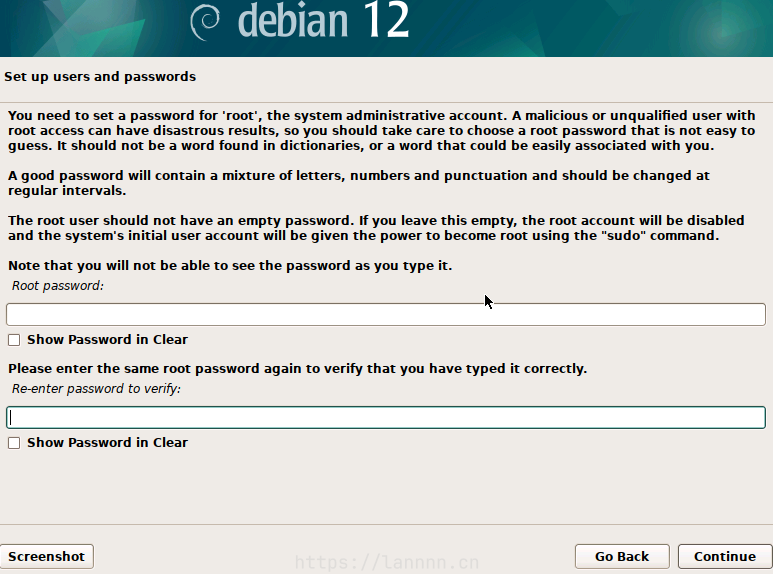 debian 12
Set up users and passwords
You need to set a password for 'root', the system administrative account. A malicious or unqualified user with
root access can have disastrous results, so you should take care to choose a root password that is not easy to
guess. It should not be a word found in dictionaries, or a word that could be easily associated with you.
A good password will contain a mixture of letters, numbers and punctuation and should be changed at
regular intervals.
The root user should not have an empty password. If you leave this empty, the root account will be disabled
and the system's initial user account will be given the power to become root using the "sudo" command.
Note that you will not be able to see the password as you type it.
Root password:
Show Password in Clear
Please enter the same root password again to verify that you have typed it correctly.
Re-enter password to verify:
Show Password in Clear
Screenshot
https://lannnn.cn
Go Back
Continue